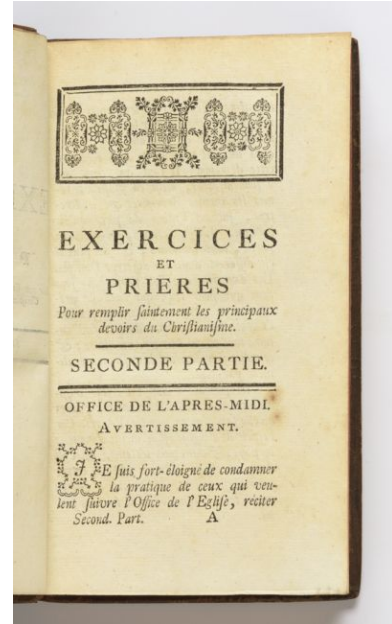 EXERCICES
ET
PRIERES
Pour remplir ſaintement les principaux
devoirs du Chriſtianiſme.
SECONDE PARTIE.
OFFICE DE L'APRES-MIDI.
AVERTISSEMENT.
JE ſuis fort-éloigné de condamner
la pratique de ceux qui veu-
lent ſuivre l'Office de l'Egliſe, réciter
Second. Part. A